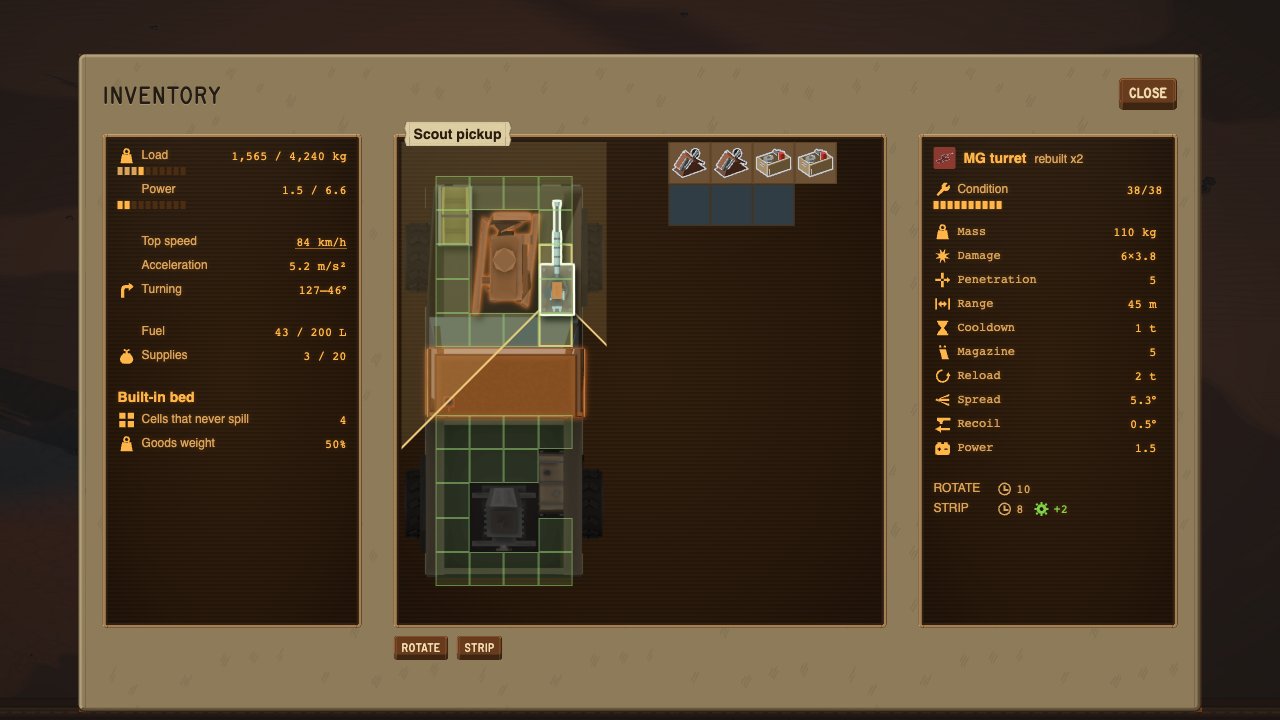 INVENTORY
CLOSE
Scout pickup
Load 1,565 / 4,240 kg
Power 1.5 / 6.6
Top speed 84 km/h
Acceleration 5.2 m/s²
Turning 127–46°
Fuel 43 / 200 L
Supplies 3 / 20
Built-in bed
Cells that never spill 4
Goods weight 50%
MG turret rebuilt x2
Condition 38/38
Mass 110 kg
Damage 6×3.8
Penetration 5
Range 45 m
Cooldown 1 t
Magazine 5
Reload 2 t
Spread 5.3°
Recoil 0.5°
Power 1.5
ROTATE 10
STRIP 8 +2
ROTATE STRIP